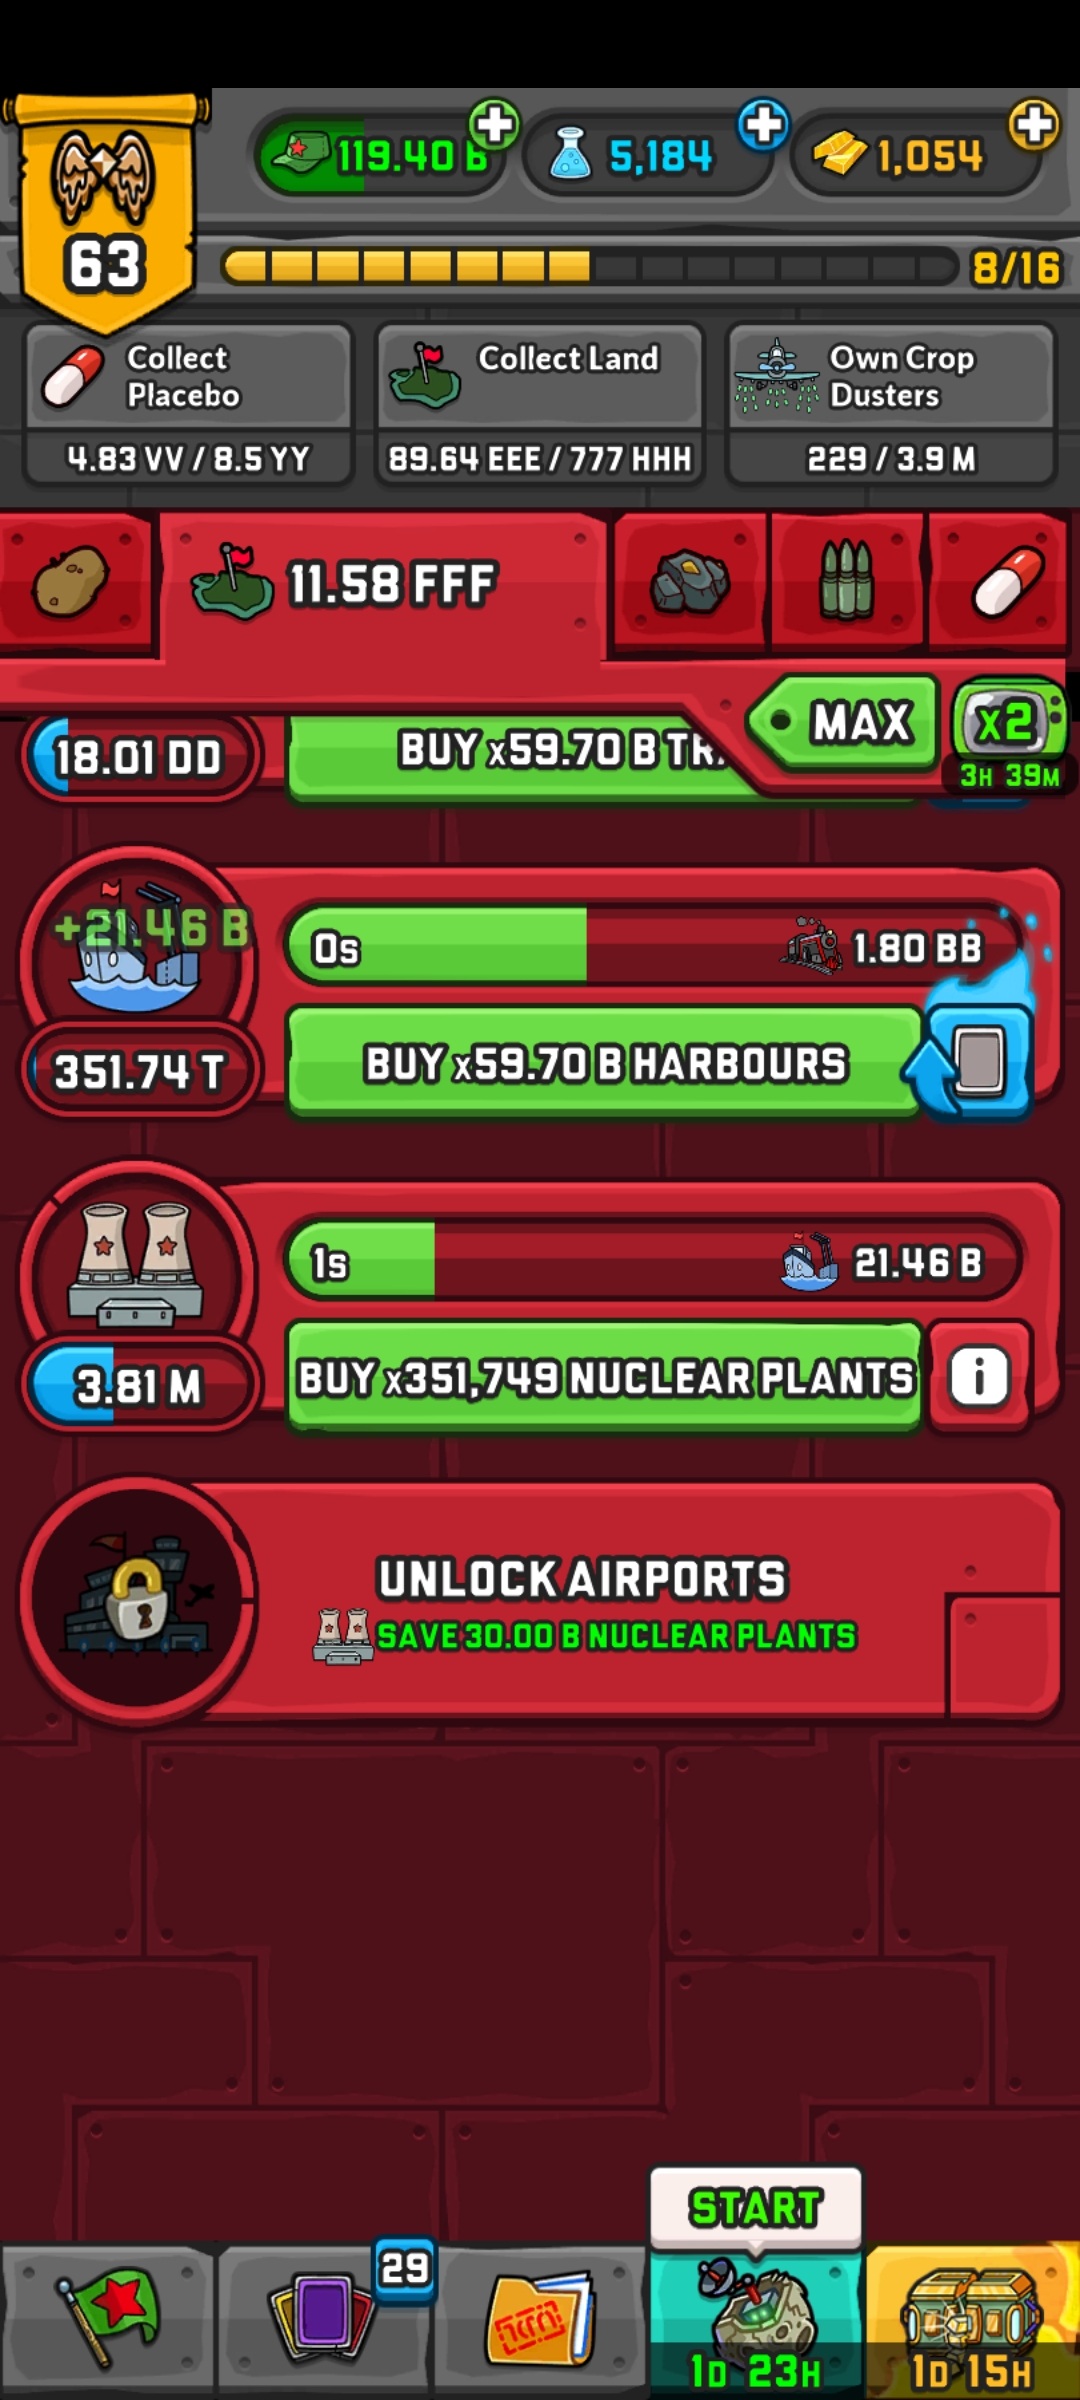 119.40 B
5,184
1,054
63
8/16
Collect
Placebo
4.83 VV / 8.5 YY
Collect Land
89.64 EEE / 777 HHH
Own Crop
Dusters
229 / 3.9 M
11.58 FFF
MAX
x2
3H 39M
18.01 DD
BUY x59.70 B
+21.46 B
0s
1.80 BB
351.74 T
BUY x59.70 B HARBOURS
1s
21.46 B
3.81 M
BUY x351,749 NUCLEAR PLANTS
i
UNLOCK AIRPORTS
SAVE 30.00 B NUCLEAR PLANTS
START
29
1D 23H
1D 15H